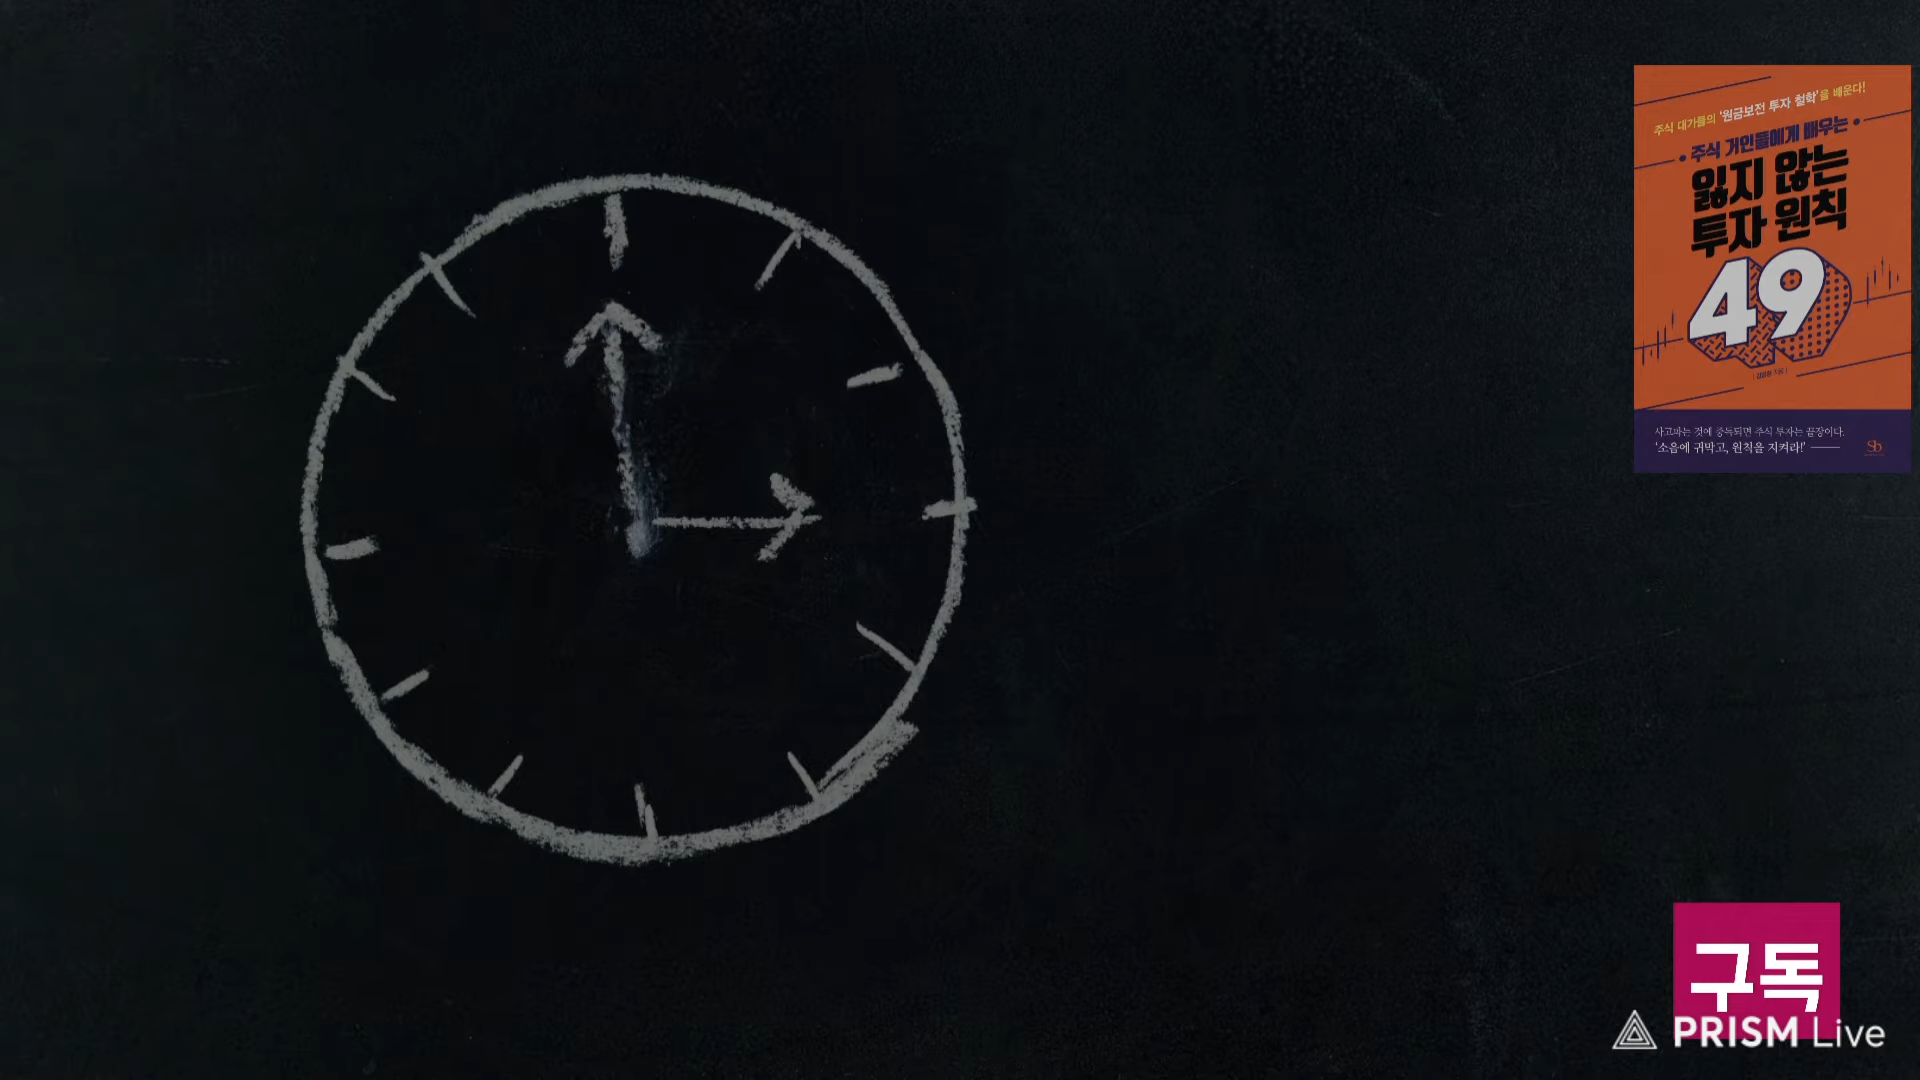 주식 대가들의 '원금보전 투자 철학'을 배운다!
주식 거인들에게 배우는
잃지 않는
투자 원칙
49
사고파는 것에 중독되면 주식 투자는 끝장이다.
'소음에 귀막고, 원칙을 지켜라!'
Sb
구독
PRISM Live